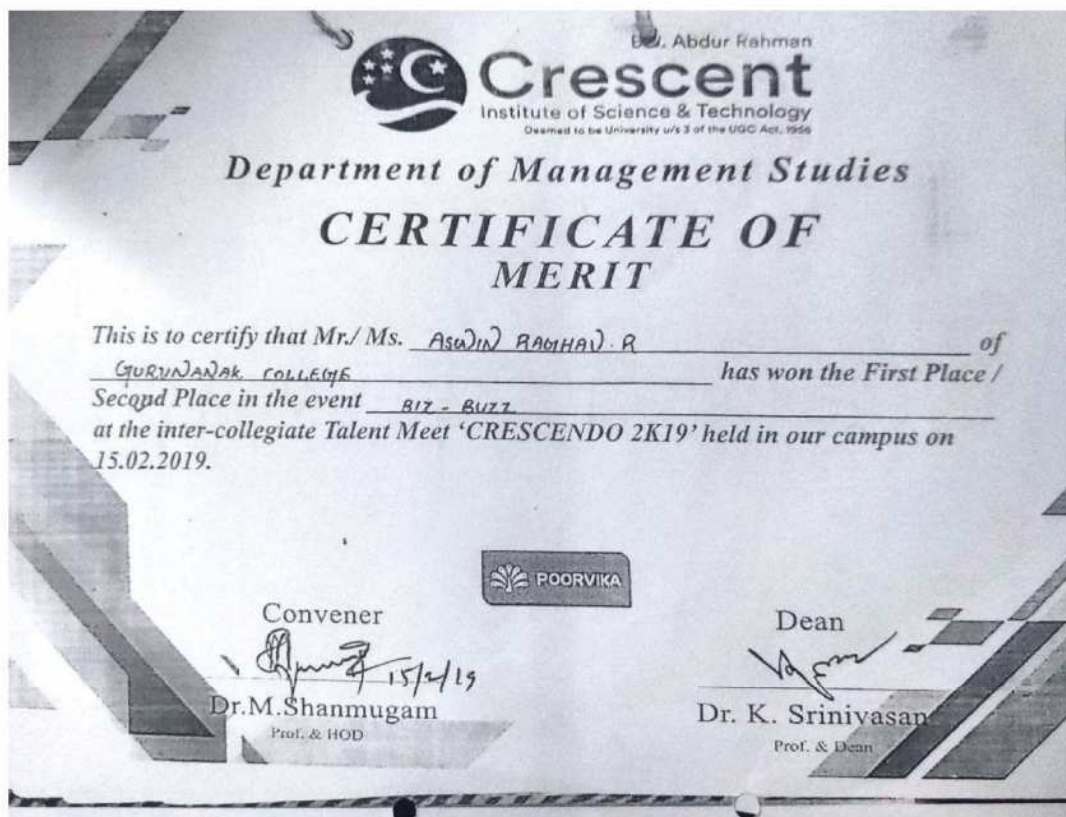 B.S. Abdur Rahman
Crescent
Institute of Science & Technology
Deemed to be University u/s 3 of the UGC Act, 1956
Department of Management Studies
CERTIFICATE OF
MERIT
This is to certify that Mr./ Ms. ASWIN RAGHAV. R of
GURUNANAK COLLEGE has won the First Place /
Second Place in the event BIZ - BUZZ
at the inter-collegiate Talent Meet 'CRESCENDO 2K19' held in our campus on
15.02.2019.
POORVIKA
Convener Dean
15/2/19
Dr.M.Shanmugam Dr. K. Srinivasan
Prof. & HOD Prof. & Dean